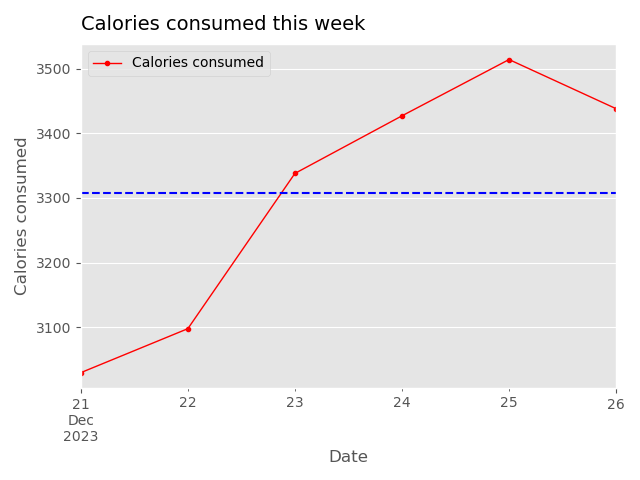 Calories consumed this week
Calories consumed
3500
3400
3300
3200
3100
Calories consumed
21 22 23 24 25 26
Dec
2023
Date